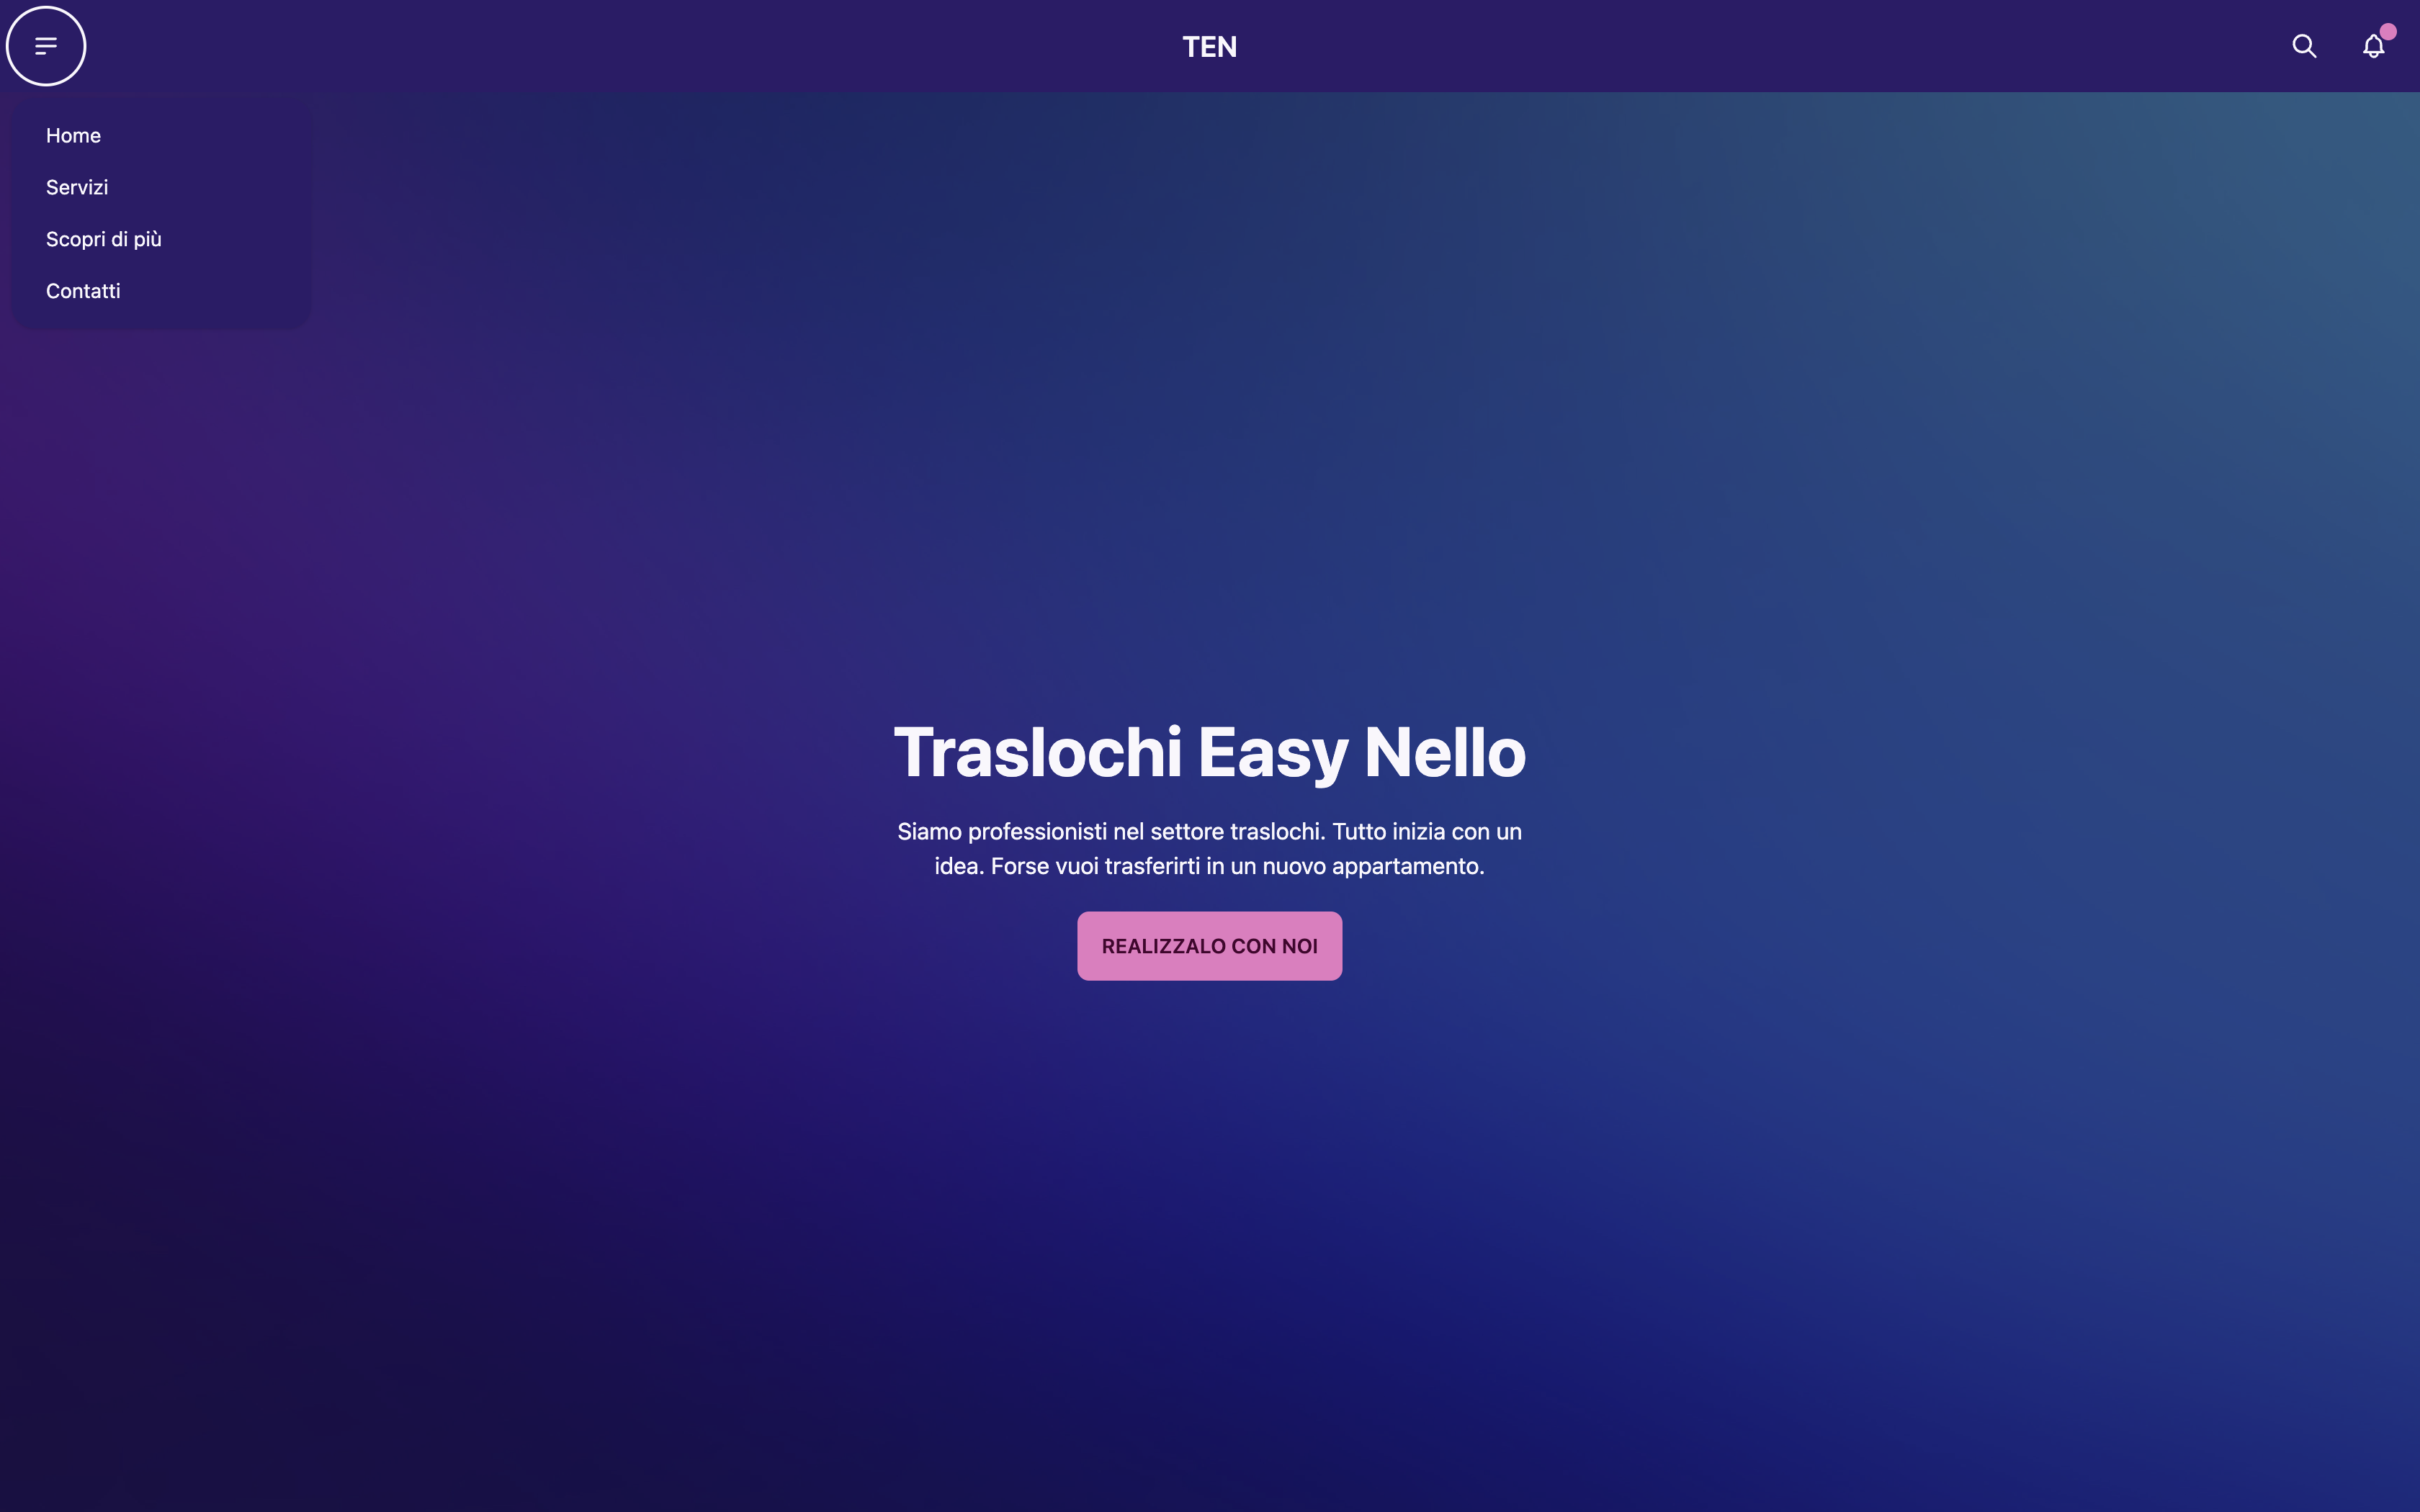 TEN
Home
Servizi
Scopri di più
Contatti
Traslochi Easy Nello
Siamo professionisti nel settore traslochi. Tutto inizia con un
idea. Forse vuoi trasferirti in un nuovo appartamento.
REALIZZALO CON NOI